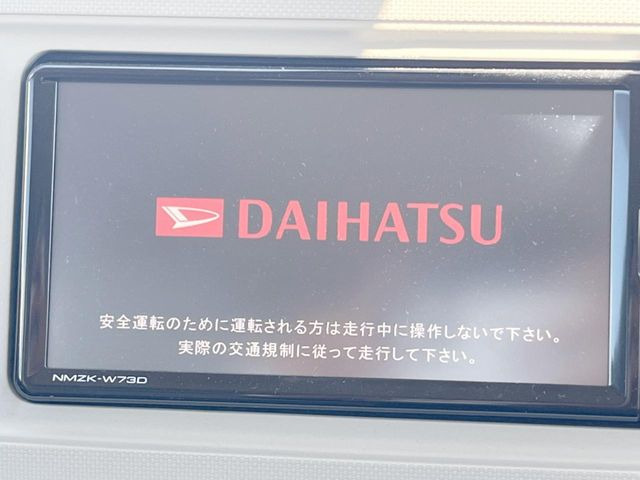 DAIHATSU
安全運転のために運転される方は走行中に操作しないで下さい。
実際の交通規制に従って走行して下さい。
NMZK-W73D